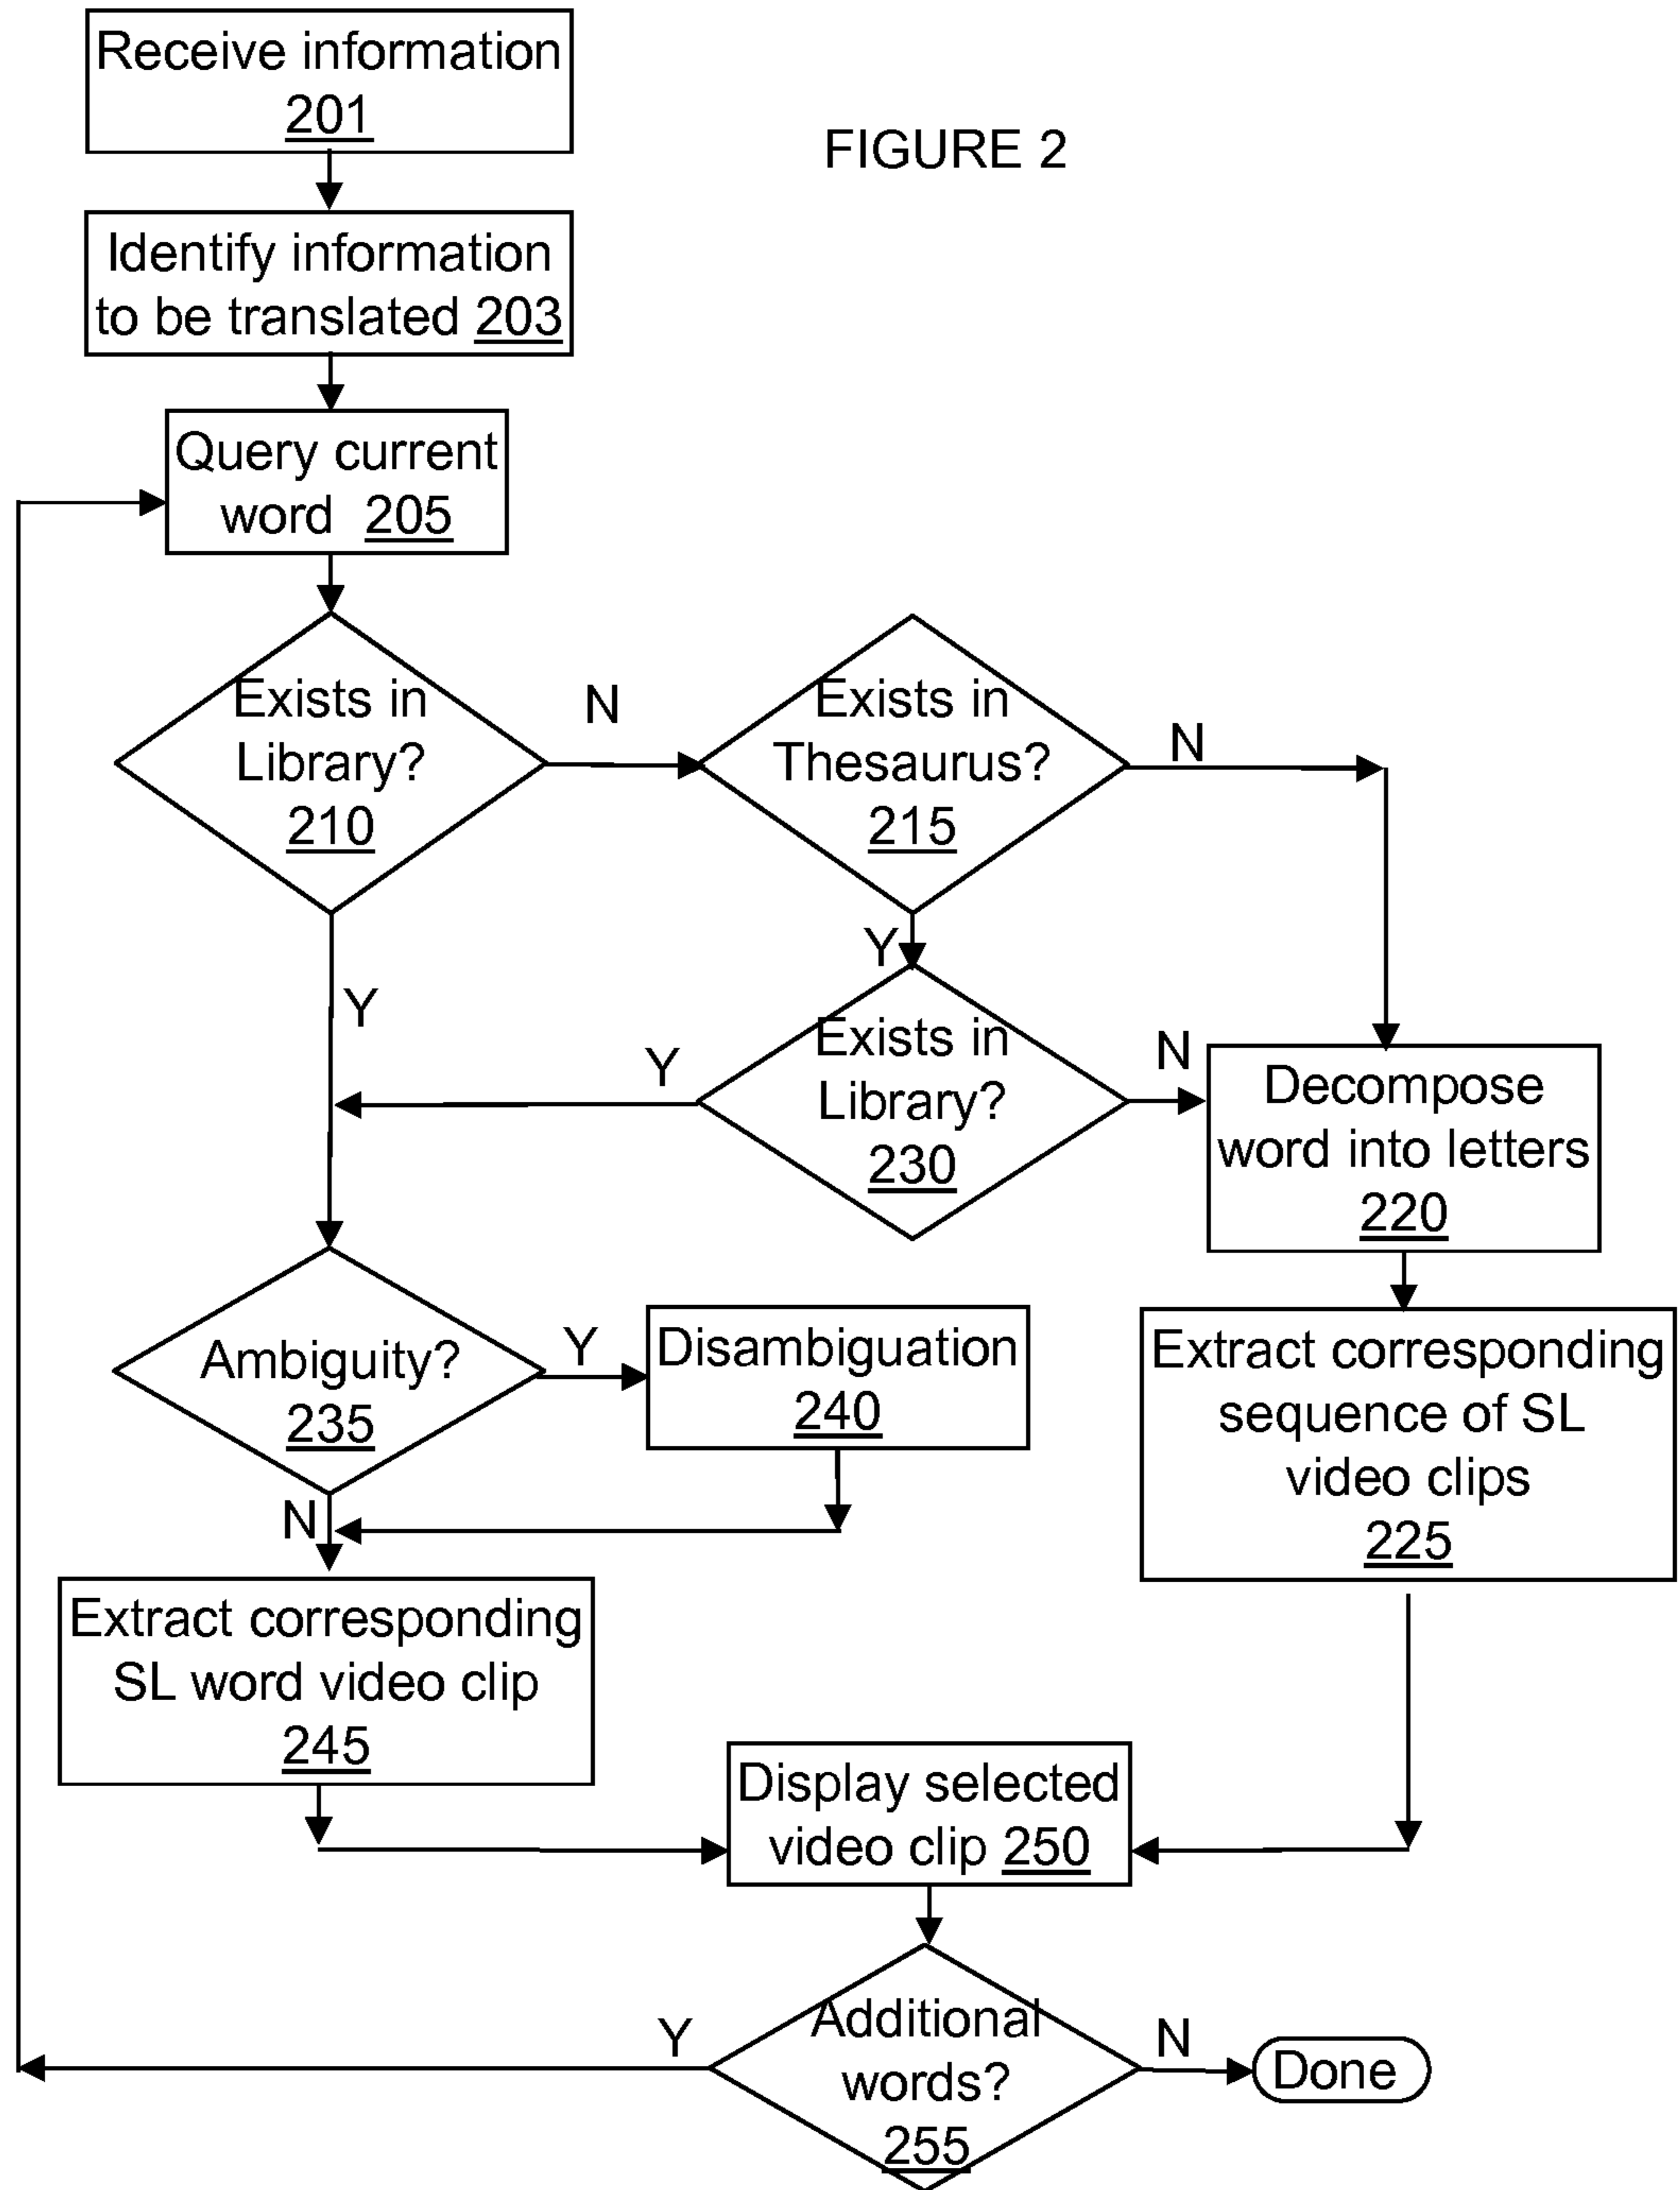 Receive information
201
FIGURE 2
Identify information
to be translated 203
Query current
word 205
Exists in
Library?
210
N
Exists in
Thesaurus?
215
N
Y
Y
Exists in
Library?
230
Y
N
Decompose
word into letters
220
Ambiguity?
235
Y
Disambiguation
240
N
Extract corresponding
sequence of SL
video clips
225
Extract corresponding
SL word video clip
245
Display selected
video clip 250
Additional
words?
255
Y
N
Done